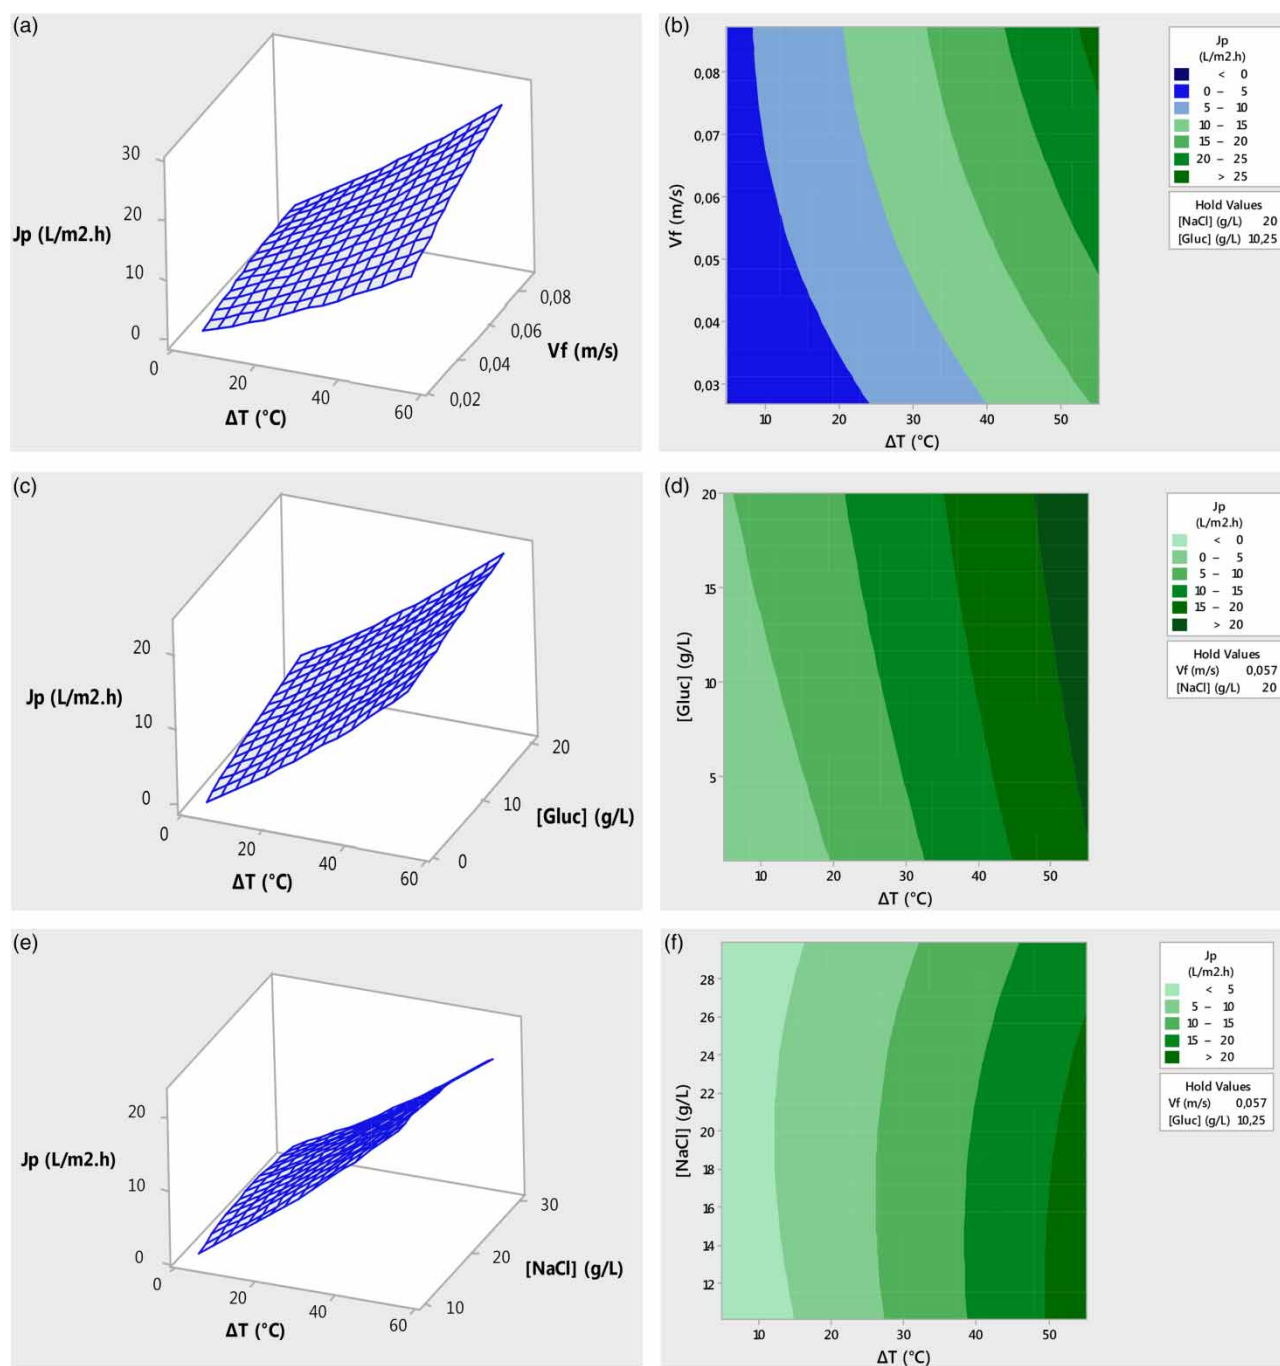 (a)
30
20
Jp (L/m2.h)
10
0
0
20
40
60
ΔT (°C)
0,02
0,04
0,06
0,08
Vf (m/s)
(b)
Vf (m/s)
0,08
0,07
0,06
0,05
0,04
0,03
10 20 30 40 50
ΔT (°C)
Jp
(L/m2.h)
< 0
0 – 5
5 – 10
10 – 15
15 – 20
20 – 25
> 25
Hold Values
[NaCl] (g/L) 20
[Gluc] (g/L) 10,25
(c)
20
Jp (L/m2.h)
10
0
0
20
40
60
ΔT (°C)
0
10
20
[Gluc] (g/L)
(d)
[Gluc] (g/L)
20
15
10
5
10 20 30 40 50
ΔT (°C)
Jp
(L/m2.h)
< 0
0 – 5
5 – 10
10 – 15
15 – 20
> 20
Hold Values
Vf (m/s) 0,057
[NaCl] (g/L) 20
(e)
20
Jp (L/m2.h)
10
0
0
20
40
60
ΔT (°C)
10
20
30
[NaCl] (g/L)
(f)
[NaCl] (g/L)
28
26
24
22
20
18
16
14
12
10 20 30 40 50
ΔT (°C)
Jp
(L/m2.h)
< 5
5 – 10
10 – 15
15 – 20
> 20
Hold Values
Vf (m/s) 0,057
[Gluc] (g/L) 10,25